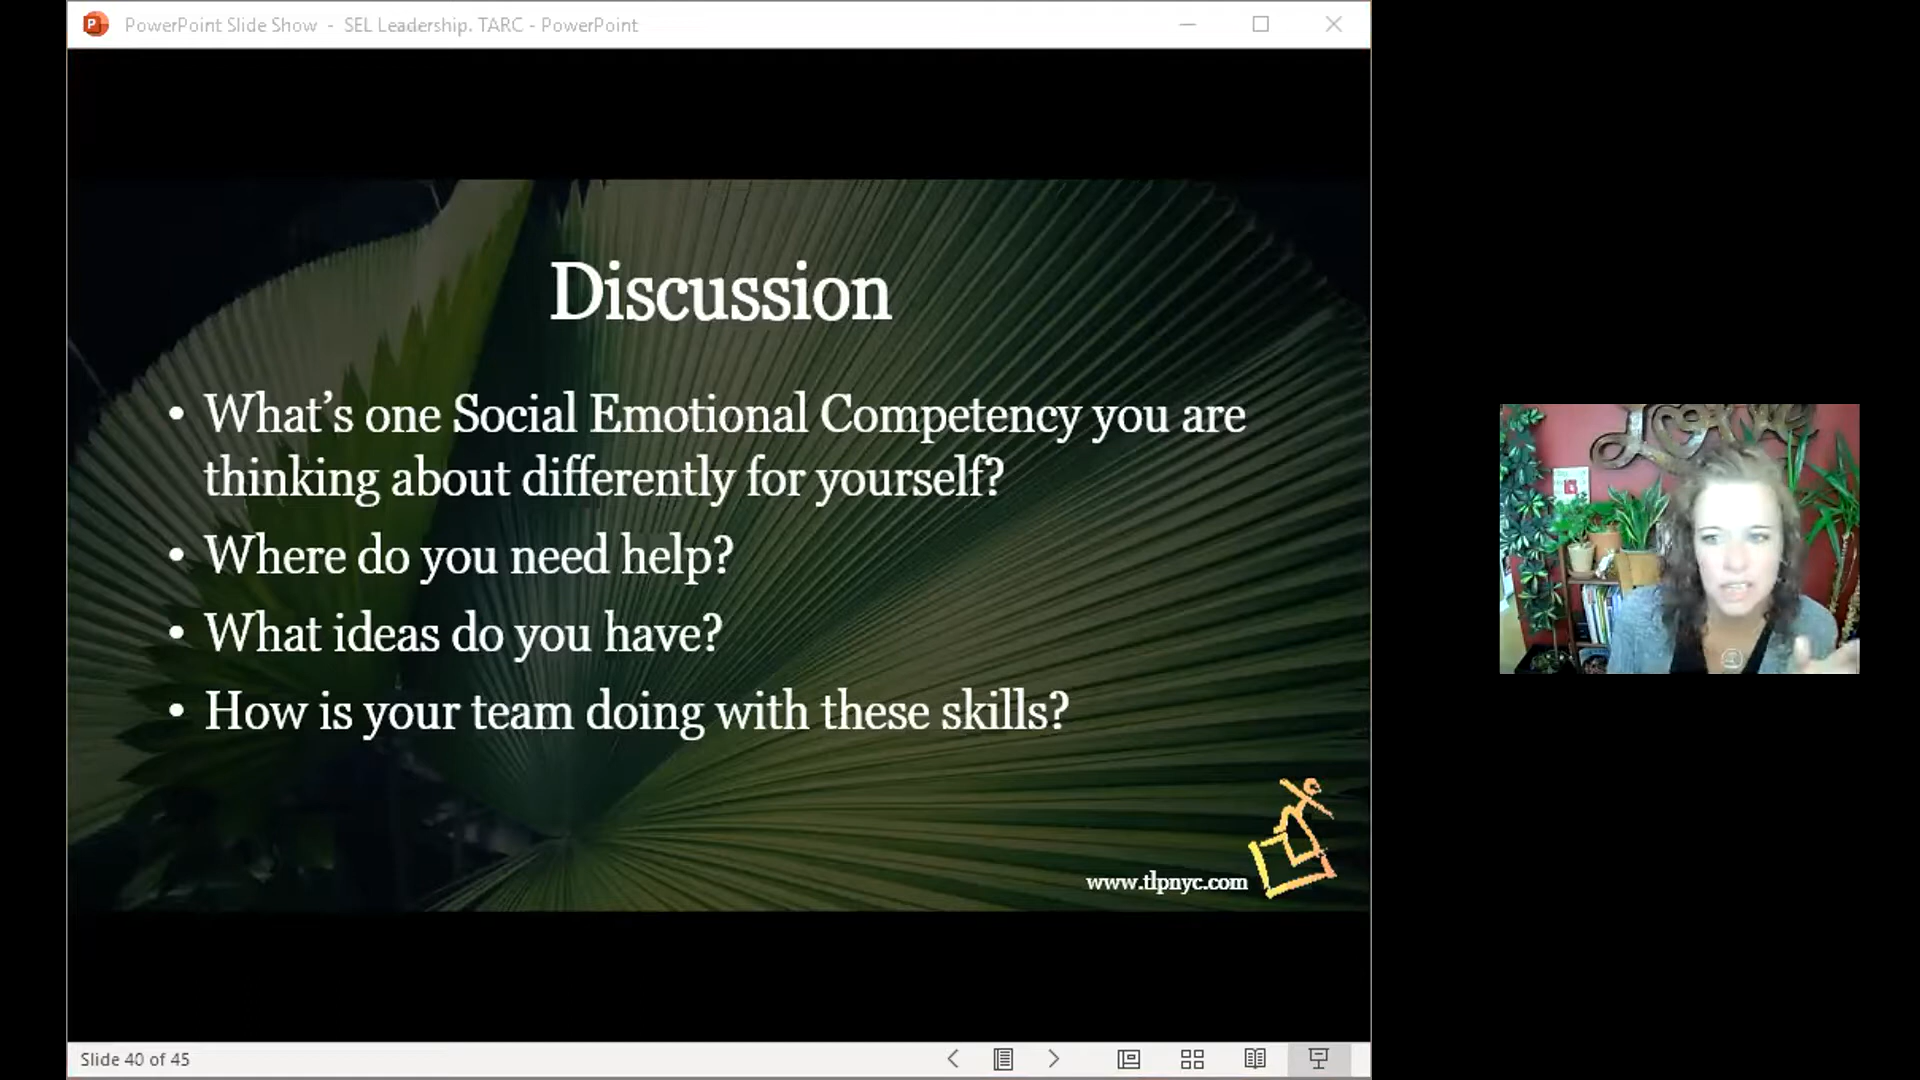 PowerPoint Slide Show - SEL Leadership. TARC - PowerPoint
Discussion
• What’s one Social Emotional Competency you are
thinking about differently for yourself?
• Where do you need help?
• What ideas do you have?
• How is your team doing with these skills?
www.tlpnyc.com
Slide 40 of 45